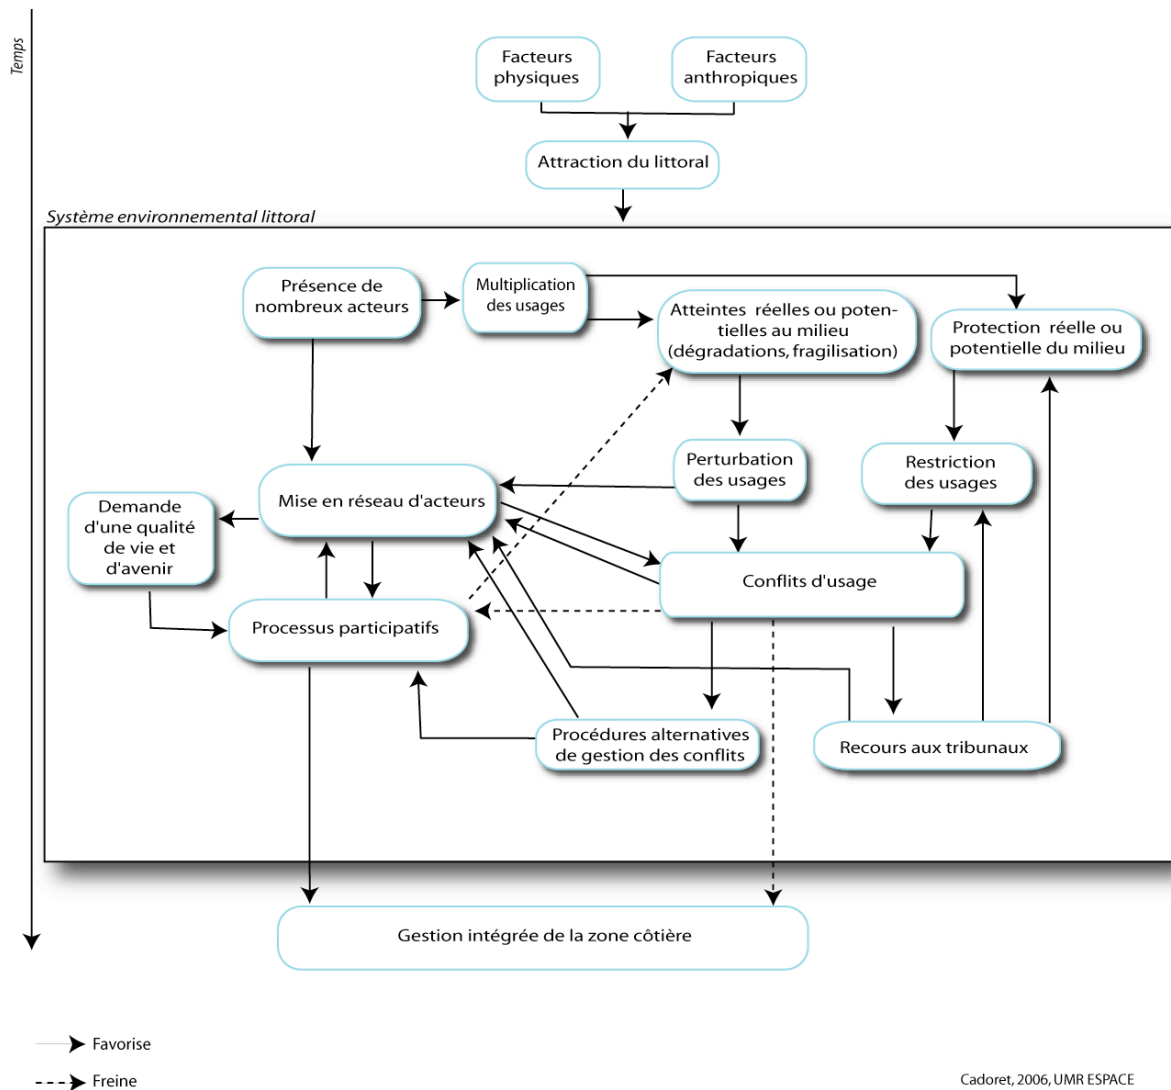 Temps
Facteurs
physiques
Facteurs
anthropiques
Attraction du littoral
Système environnemental littoral
Présence de
nombreux acteurs
Multiplication
des usages
Atteintes réelles ou poten-
tielles au milieu
(dégradations, fragilisation)
Protection réelle ou
potentielle du milieu
Perturbation
des usages
Restriction
des usages
Mise en réseau d'acteurs
Demande
d'une qualité
de vie et
d'avenir
Conflits d'usage
Processus participatifs
Procédures alternatives
de gestion des conflits
Recours aux tribunaux
Gestion intégrée de la zone côtière
Favorise
Freine
Cadoret, 2006, UMR ESPACE